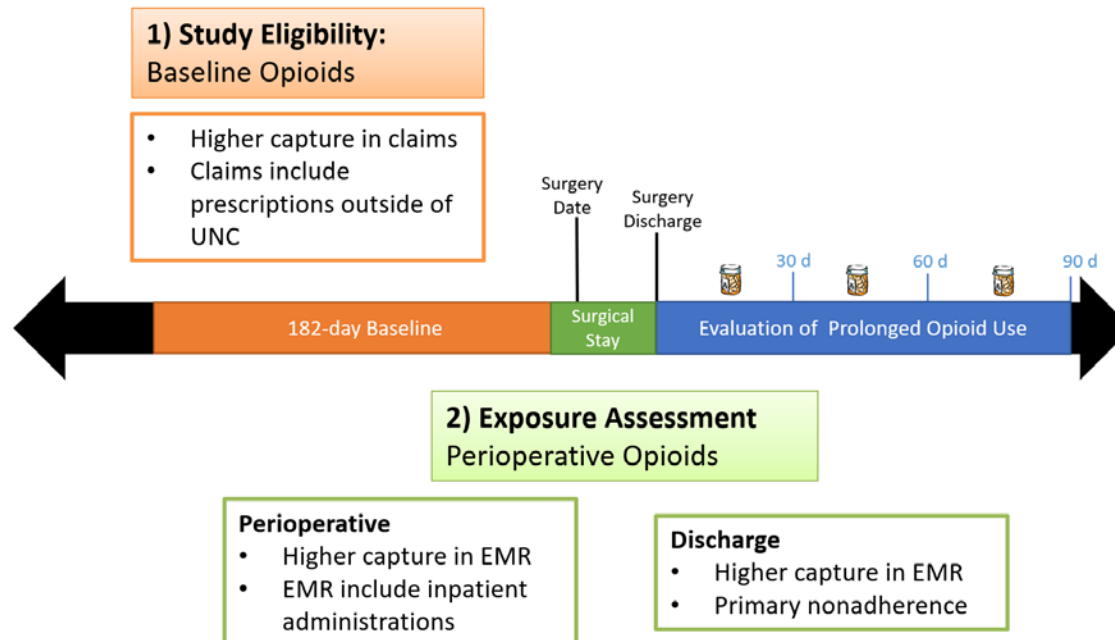 1) Study Eligibility:
Baseline Opioids
• Higher capture in claims
• Claims include
prescriptions outside of
UNC
Surgery
Date
Surgery
Discharge
30 d
60 d
90 d
182-day Baseline
Surgical
Stay
Evaluation of Prolonged Opioid Use
2) Exposure Assessment
Perioperative Opioids
Perioperative
• Higher capture in EMR
• EMR include inpatient
administrations
Discharge
• Higher capture in EMR
• Primary nonadherence